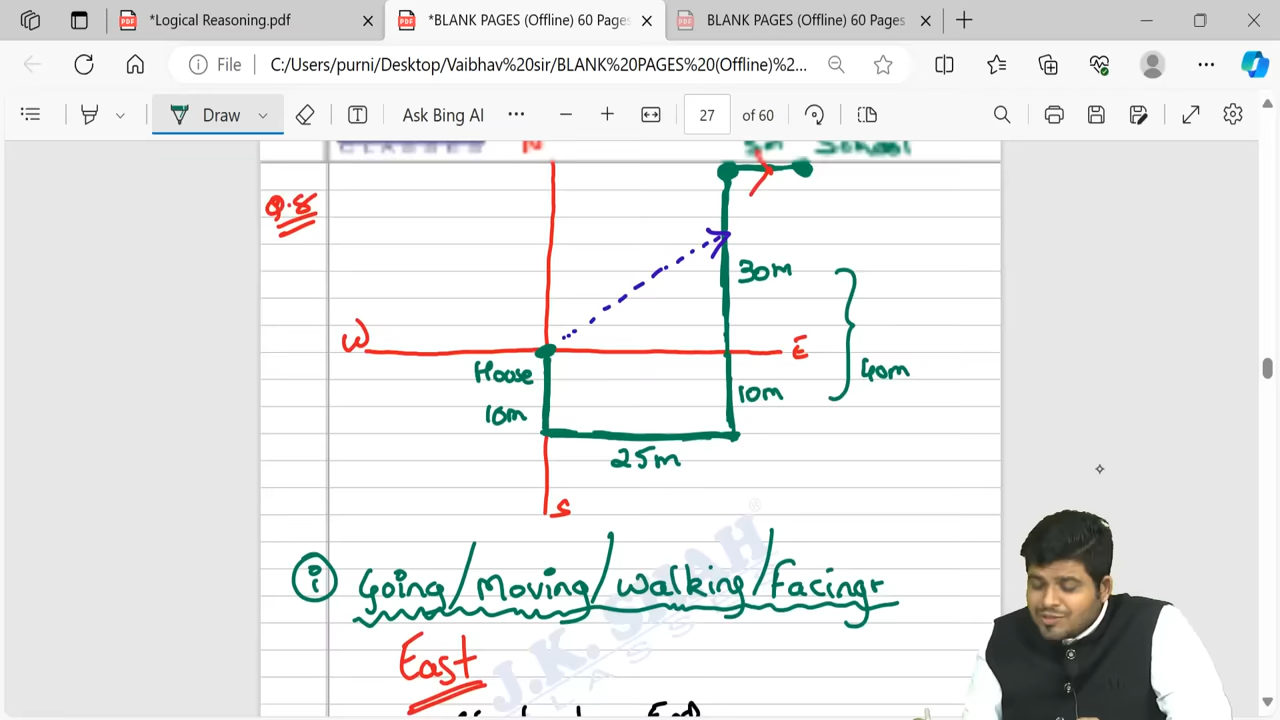 *Logical Reasoning.pdf
*BLANK PAGES (Offline) 60 Pages
BLANK PAGES (Offline) 60 Pages
File
C:/Users/purni/Desktop/Vaibhav%20sir/BLANK%20PAGES%20(Offline)%2...
Draw
Ask Bing AI
27
of 60
N
5m
School
Q.8
30m
W
E
House
40m
10m
10m
25m
S
J.K. SHAH
®
i
Going/Moving/Walking/Facing
East